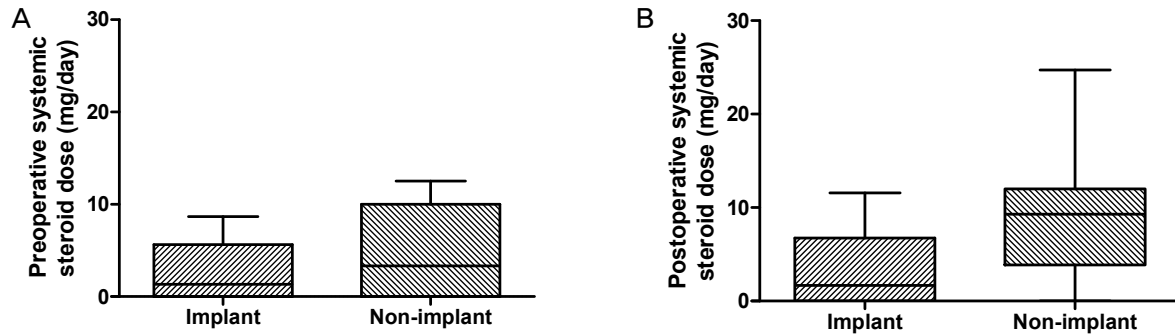 A
Preoperative systemic
steroid dose (mg/day)
30
20
10
0
Implant
Non-implant
B
Postoperative systemic
steroid dose (mg/day)
30
20
10
0
Implant
Non-implant